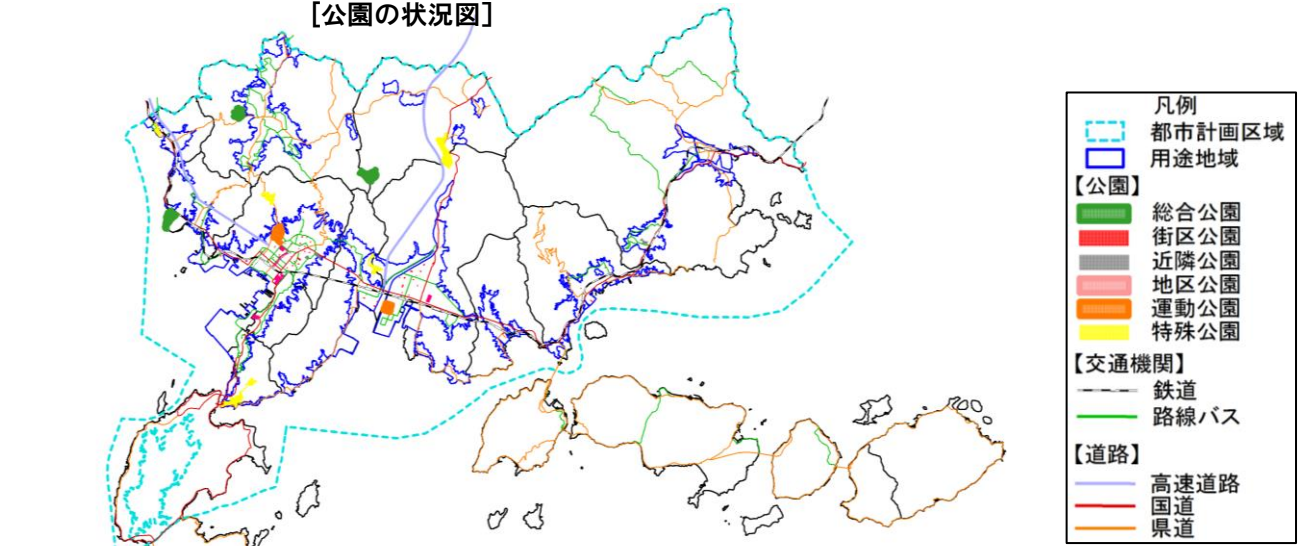 ［公園の状況図］
凡例
都市計画区域
用途地域
【公園】
総合公園
街区公園
近隣公園
地区公園
運動公園
特殊公園
【交通機関】
鉄道
路線バス
【道路】
高速道路
国道
県道